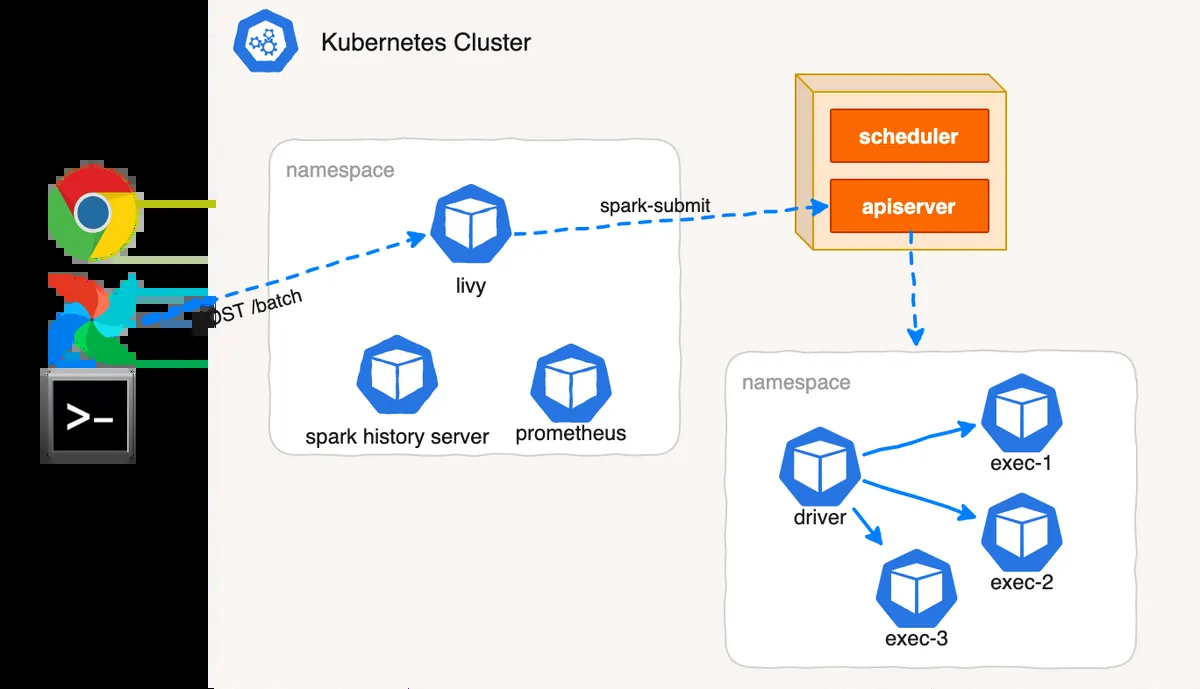 Kubernetes Cluster
scheduler
namespace
apiserver
spark-submit
livy
/batch
namespace
spark history server
prometheus
exec-1
driver
exec-2
exec-3
>_